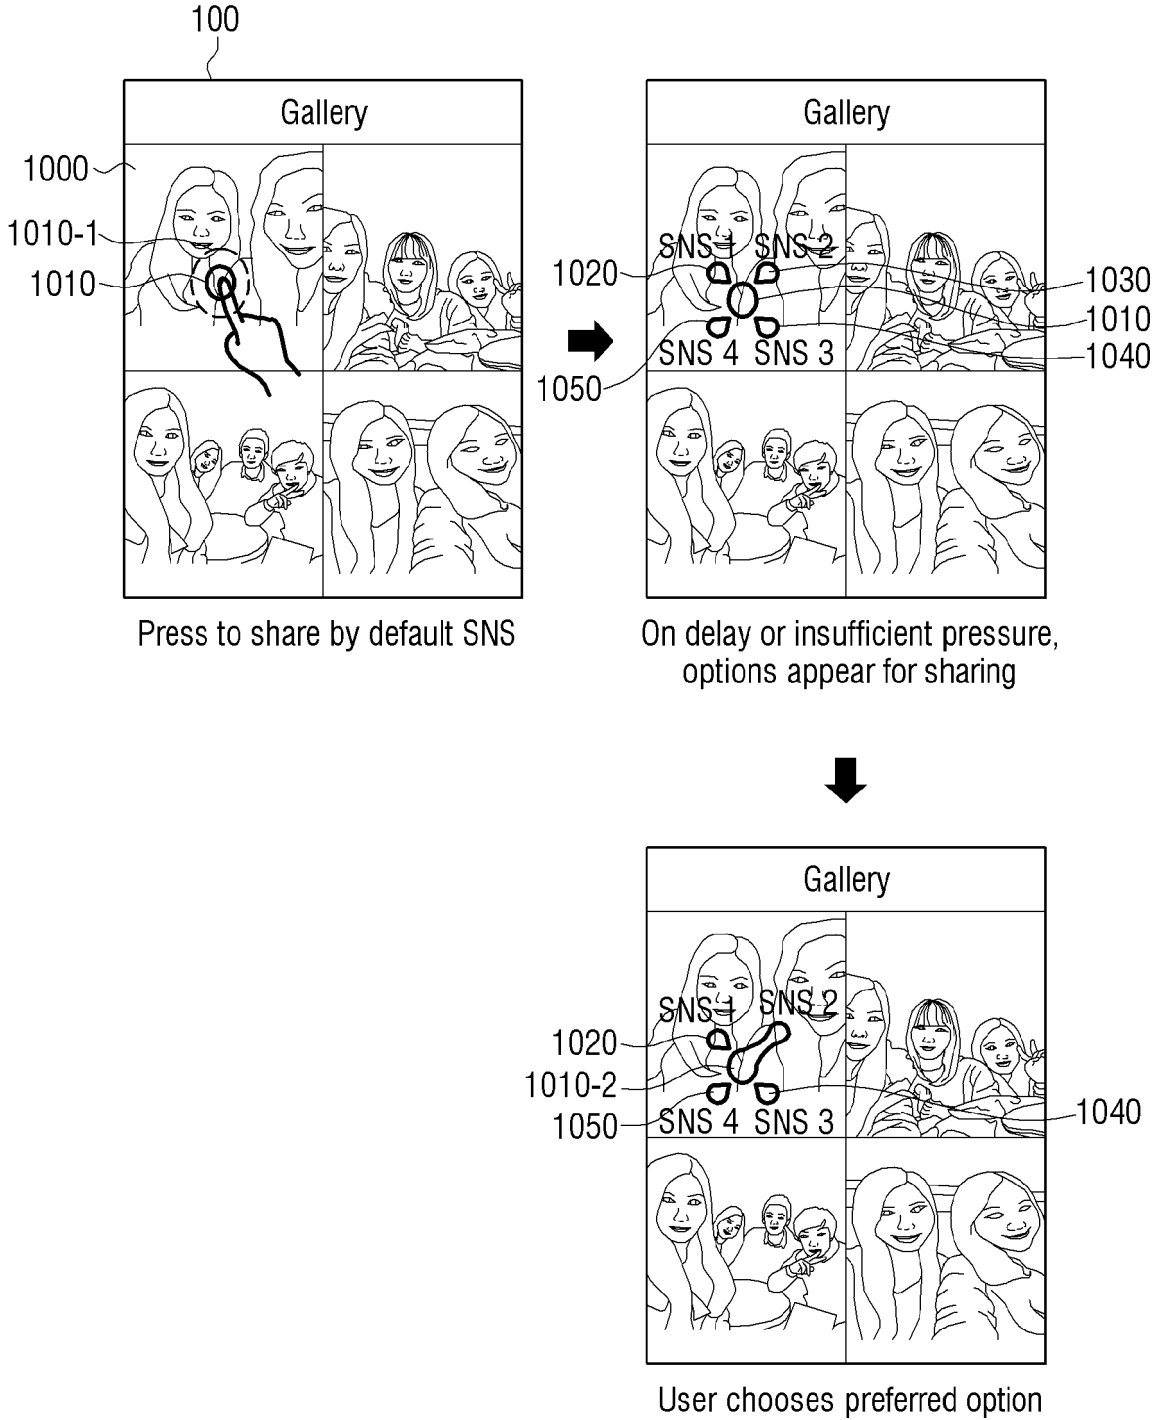 100
Gallery
1000
1010-1
1010
Press to share by default SNS
Gallery
SNS 1 SNS 2
1020
1030
1010
1040
SNS 4 SNS 3
1050
On delay or insufficient pressure,
options appear for sharing
Gallery
SNS 1 SNS 2
1020
1010-2
1050
SNS 4 SNS 3
1040
User chooses preferred option